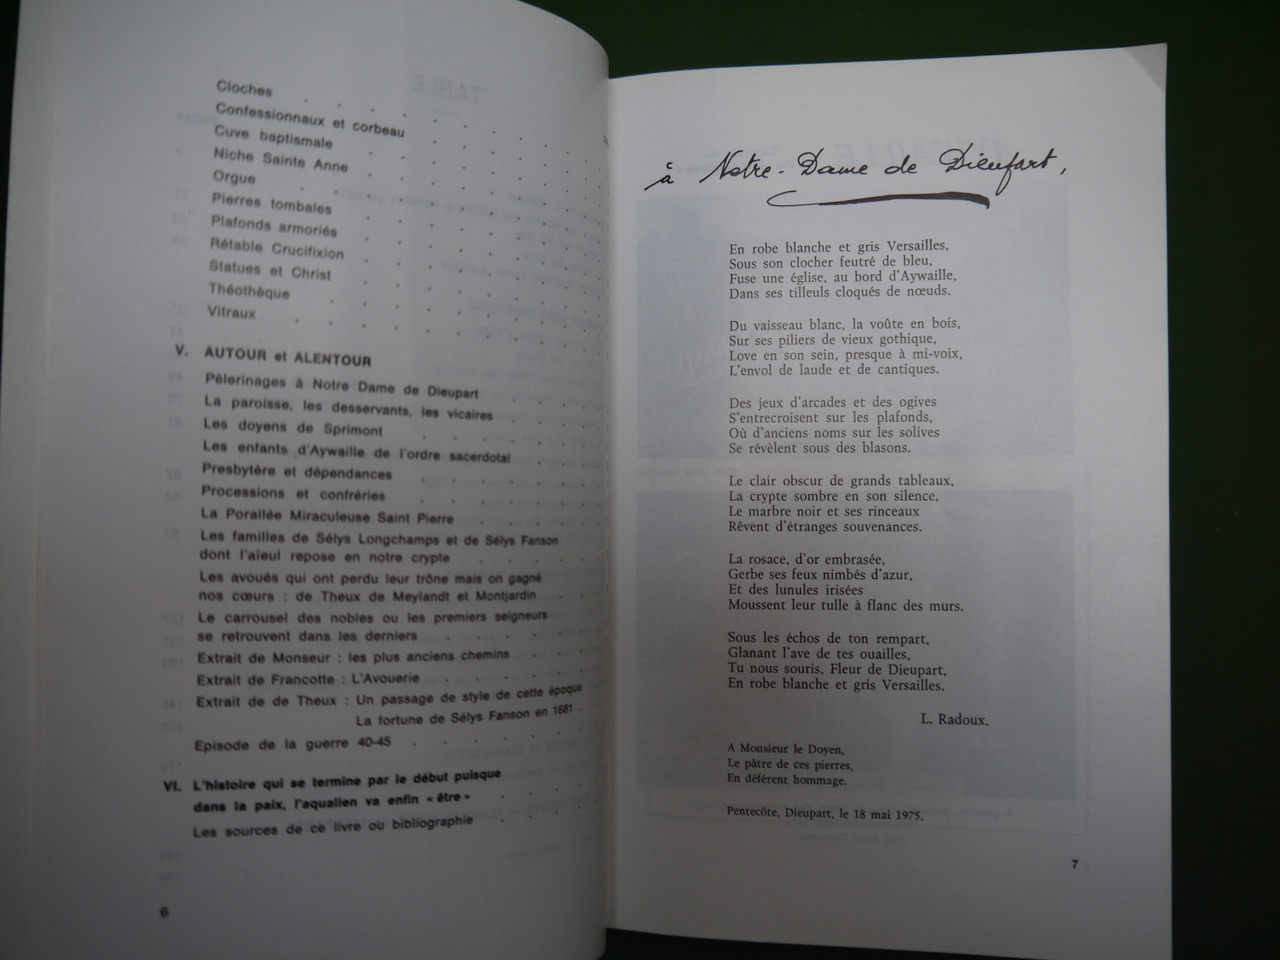 Cloches
Confessionnaux et corbeau
Cuve baptismale
Niche Sainte Anne
Orgue
Pierres tombales
Plafonds armoriés
Rétable Crucifixion
Statues et Christ
Théothèque
Vitraux
V. AUTOUR et ALENTOUR
Pèlerinages à Notre Dame de Dieupart
La paroisse, les desservants, les vicaires
Les doyens de Sprimont
Les enfants d'Aywaille de l'ordre sacerdotal
Presbytère et dépendances
Processions et confréries
La Porallée Miraculeuse Saint Pierre
Les familles de Sélys Longchamps et de Sélys Fanson
dont l'aïeul repose en notre crypte
Les avoués qui ont perdu leur trône mais on gagné
nos cœurs : de Theux de Meylandt et Montjardin
Le carrousel des nobles ou les premiers seigneurs
se retrouvent dans les derniers
Extrait de Monseur : les plus anciens chemins
Extrait de Francotte : L'Avouerie
Extrait de de Theux : Un passage de style de cette époque
La fortune de Sélys Fanson en 1681
Episode de la guerre 40-45
VI. L'histoire qui se termine par le début puisque
dans la paix, l'aqualien va enfin « être »
Les sources de ce livre ou bibliographie
6
à Notre-Dame de Dieupart,
En robe blanche et gris Versailles,
Sous son clocher feutré de bleu,
Fuse une église, au bord d'Aywaille,
Dans ses tilleuls cloqués de nœuds.
Du vaisseau blanc, la voûte en bois,
Sur ses piliers de vieux gothique,
Love en son sein, presque à mi-voix,
L'envol de laude et de cantiques.
Des jeux d'arcades et des ogives
S'entrecroisent sur les plafonds,
Où d'anciens noms sur les solives
Se révèlent sous des blasons.
Le clair obscur de grands tableaux,
La crypte sombre en son silence,
Le marbre noir et ses rinceaux
Rêvent d'étranges souvenances.
La rosace, d'or embrasée,
Gerbe ses feux nimbés d'azur,
Et des lunules irisées
Moussent leur tulle à flanc des murs.
Sous les échos de ton rempart,
Glanant l'ave de tes ouailles,
Tu nous souris, Fleur de Dieupart,
En robe blanche et gris Versailles.
L. Radoux.
A Monsieur le Doyen,
Le pâtre de ces pierres,
En déférent hommage.
Pentecôte, Dieupart, le 18 mai 1975.
7